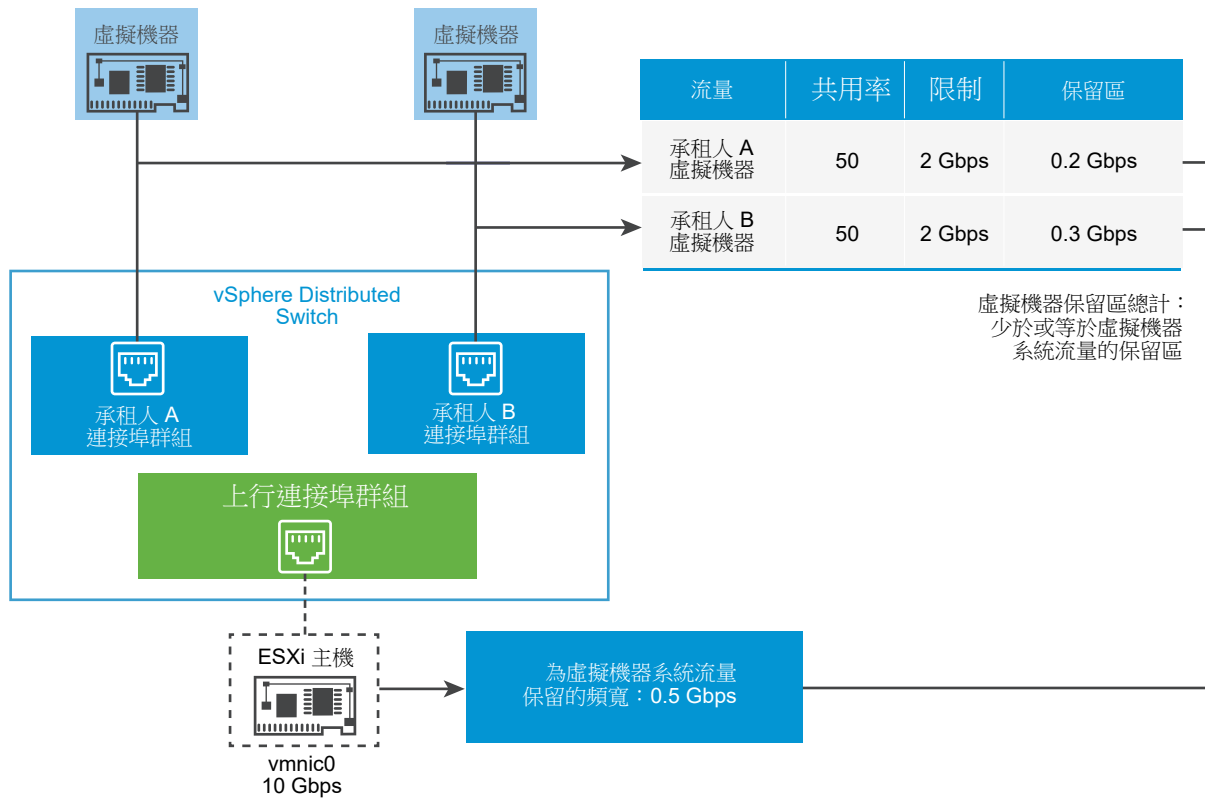 虛擬機器
虛擬機器
流量 共用率 限制 保留區
承租人 A
虛擬機器
50 2 Gbps 0.2 Gbps
承租人 B
虛擬機器
50 2 Gbps 0.3 Gbps
虛擬機器保留區總計：
少於或等於虛擬機器
系統流量的保留區
vSphere Distributed
Switch
承租人 A
連接埠群組
承租人 B
連接埠群組
上行連接埠群組
ESXi 主機
vmnic0
10 Gbps
為虛擬機器系統流量
保留的頻寬：0.5 Gbps